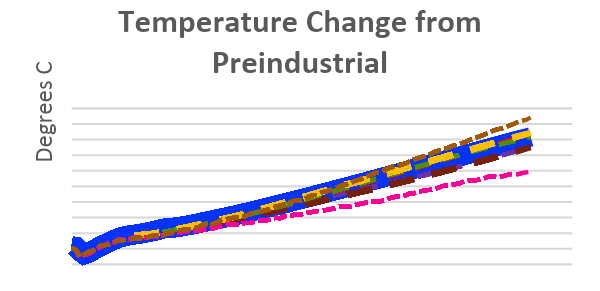 Temperature Change from
Preindustrial
Degrees C